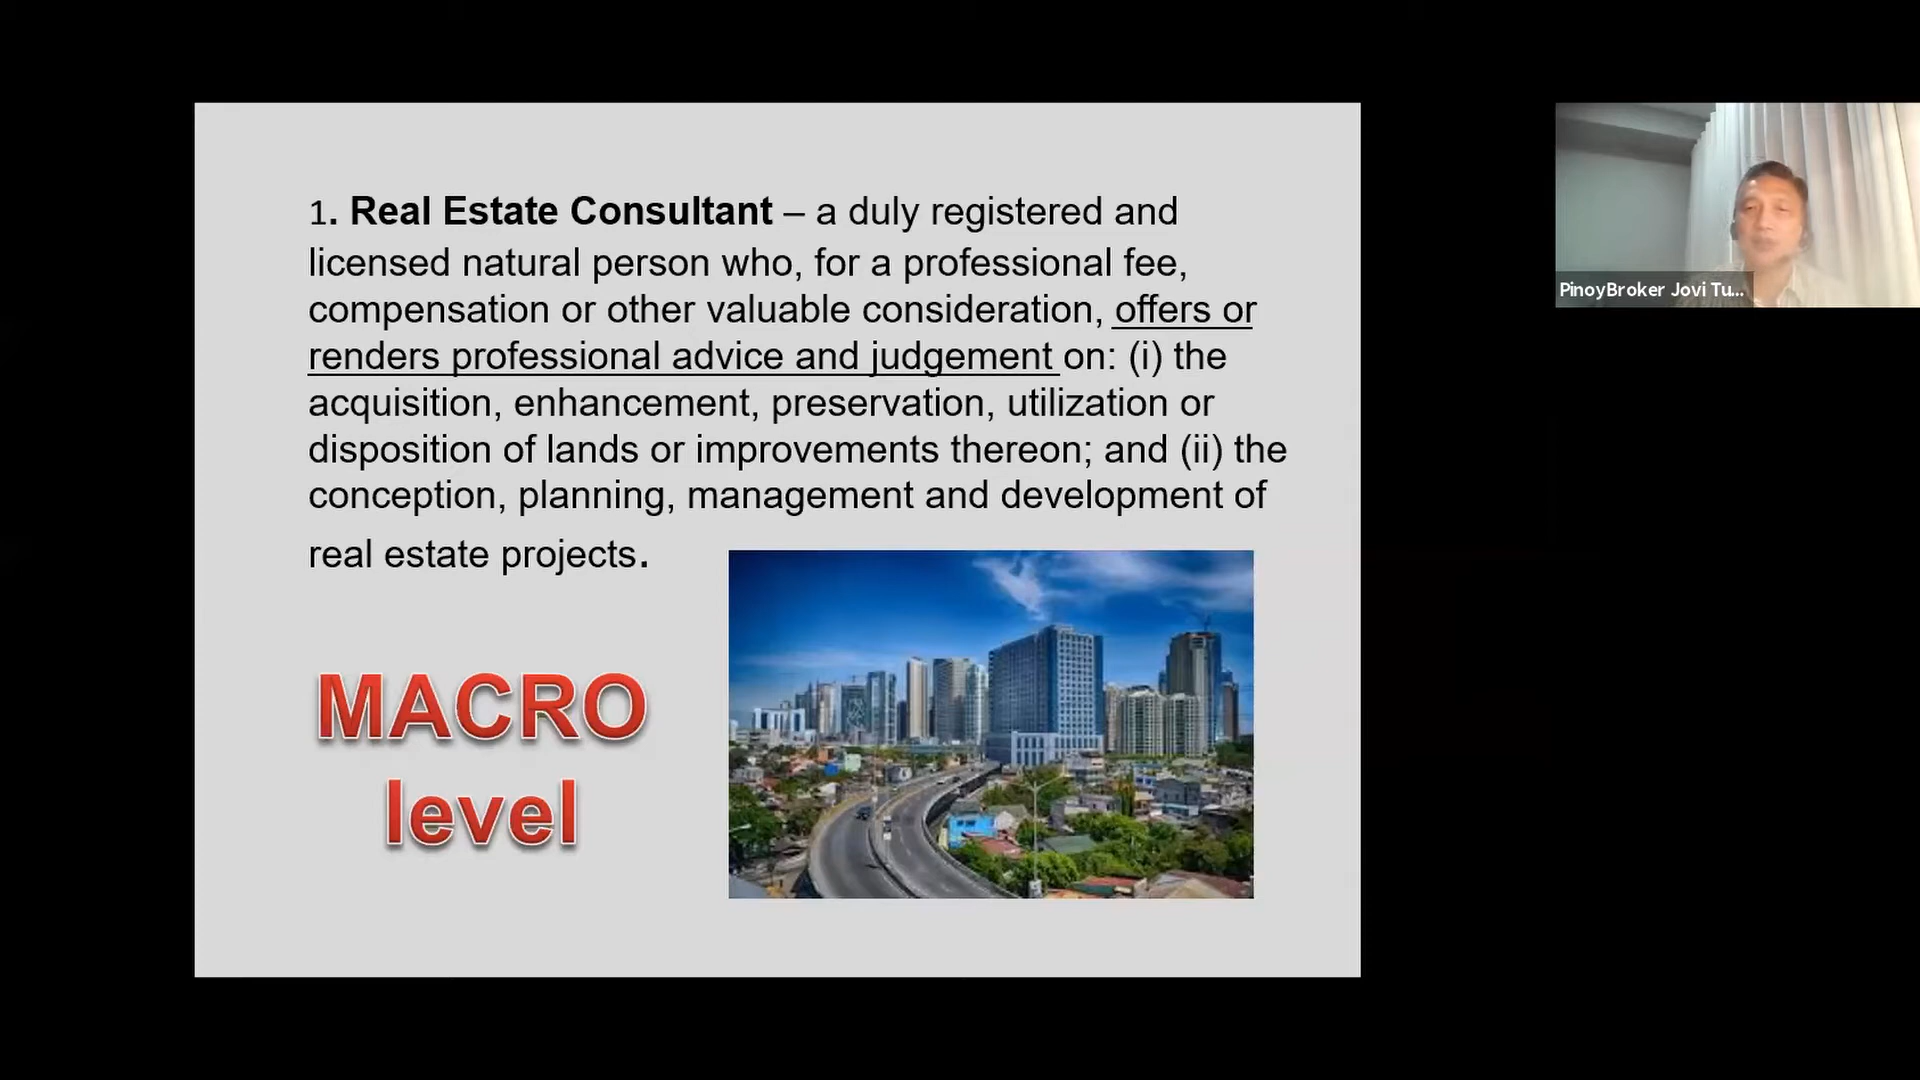 1. Real Estate Consultant – a duly registered and
licensed natural person who, for a professional fee,
compensation or other valuable consideration, offers or
renders professional advice and judgement on: (i) the
acquisition, enhancement, preservation, utilization or
disposition of lands or improvements thereon; and (ii) the
conception, planning, management and development of
real estate projects.
MACRO
level
PinoyBroker Jovi Tu...